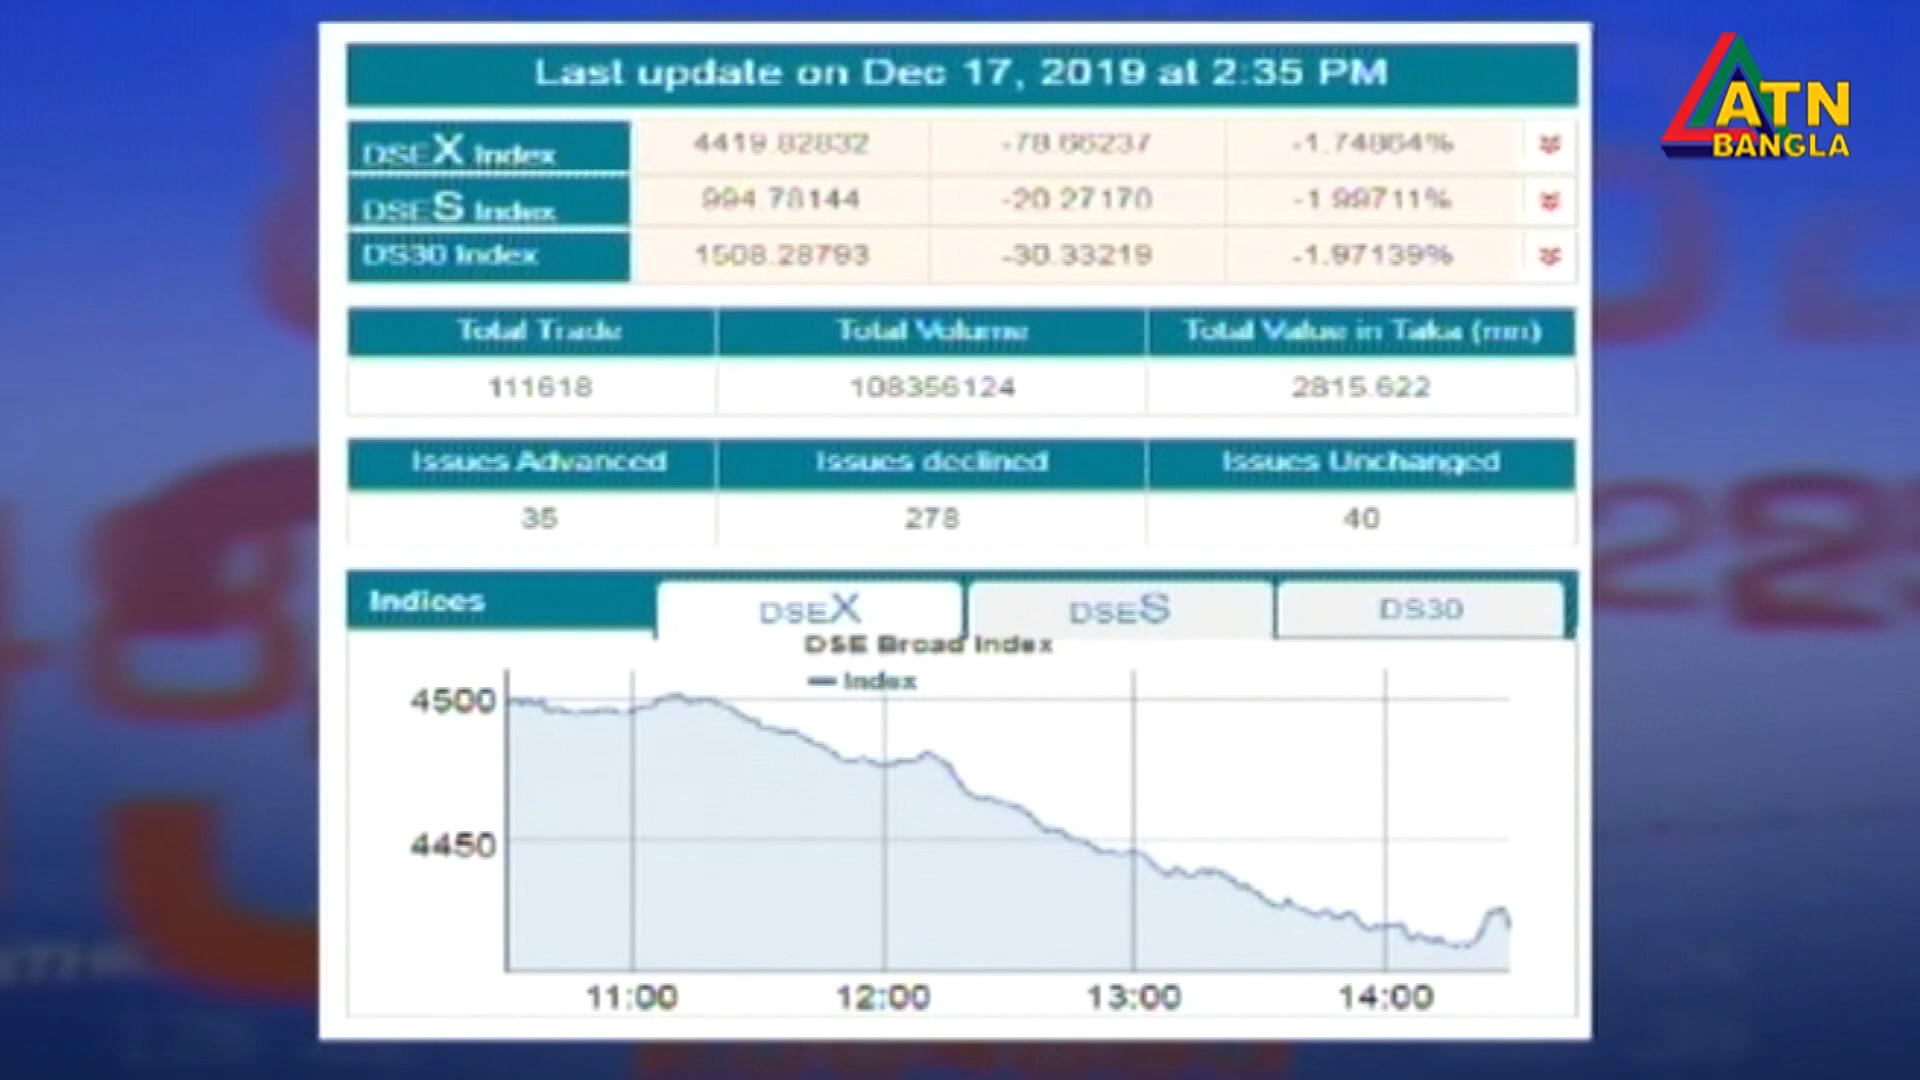 Last update on Dec 17, 2019 at 2:35 PM
ATN
BANGLA
DSEX Index 4419.82832 -78.66237 -1.74864%
DSES Index 994.78144 -20.27170 -1.99711%
DS30 Index 1508.28793 -30.33219 -1.97139%
Total Trade Total Volume Total Value in Taka (mn)
111618 108356124 2815.622
Issues Advanced Issues declined Issues Unchanged
35 278 40
Indices DSEX DSES DS30
DSE Broad Index
Index
4500
4450
11:00 12:00 13:00 14:00